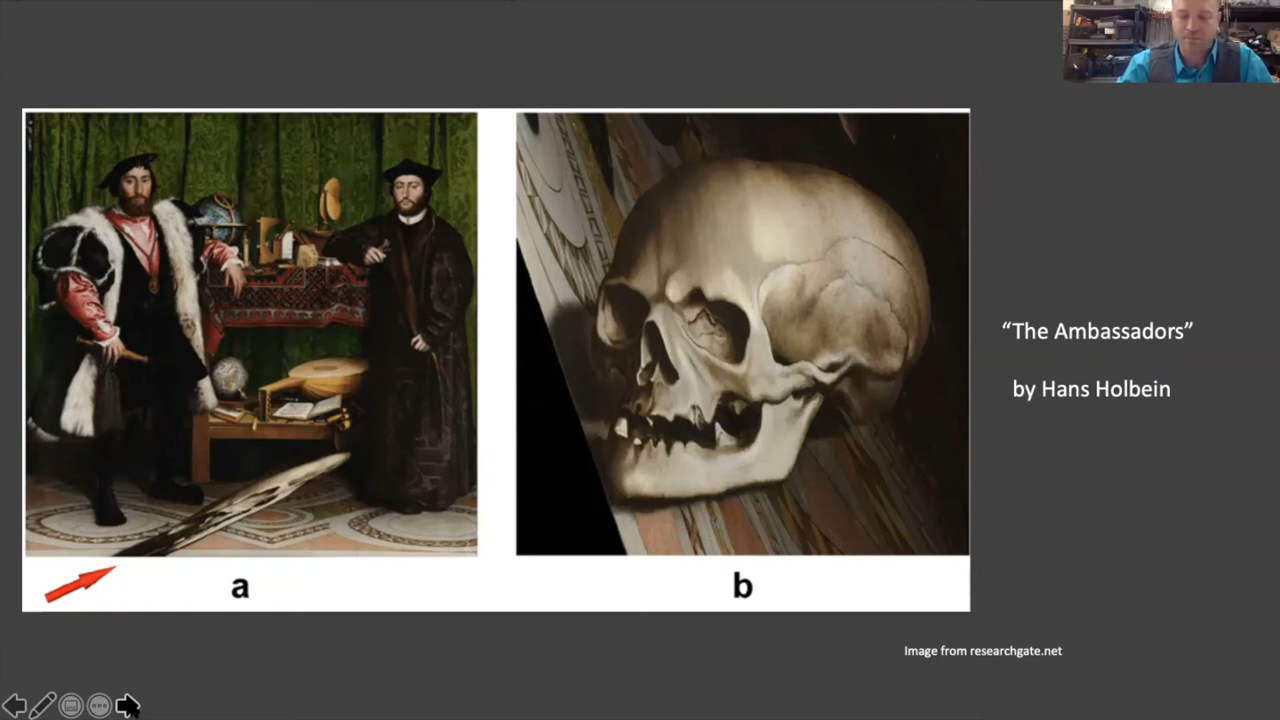 a
b
“The Ambassadors”
by Hans Holbein
Image from researchgate.net